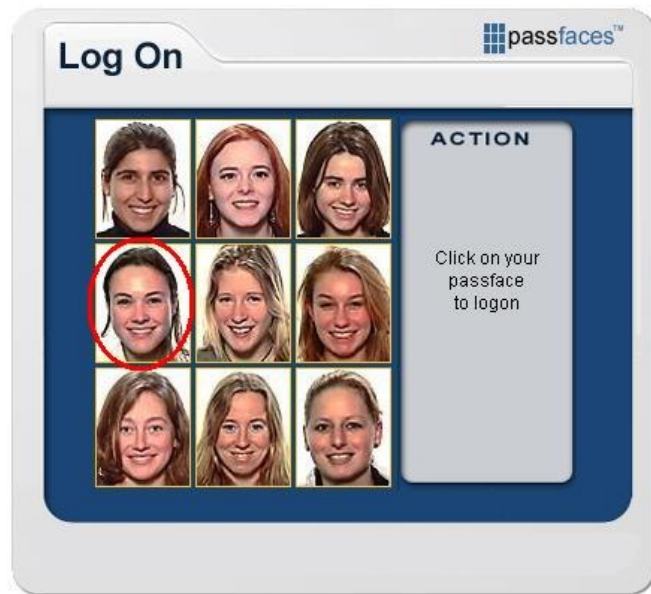 Log On
passfaces™
ACTION
Click on your
passface
to logon